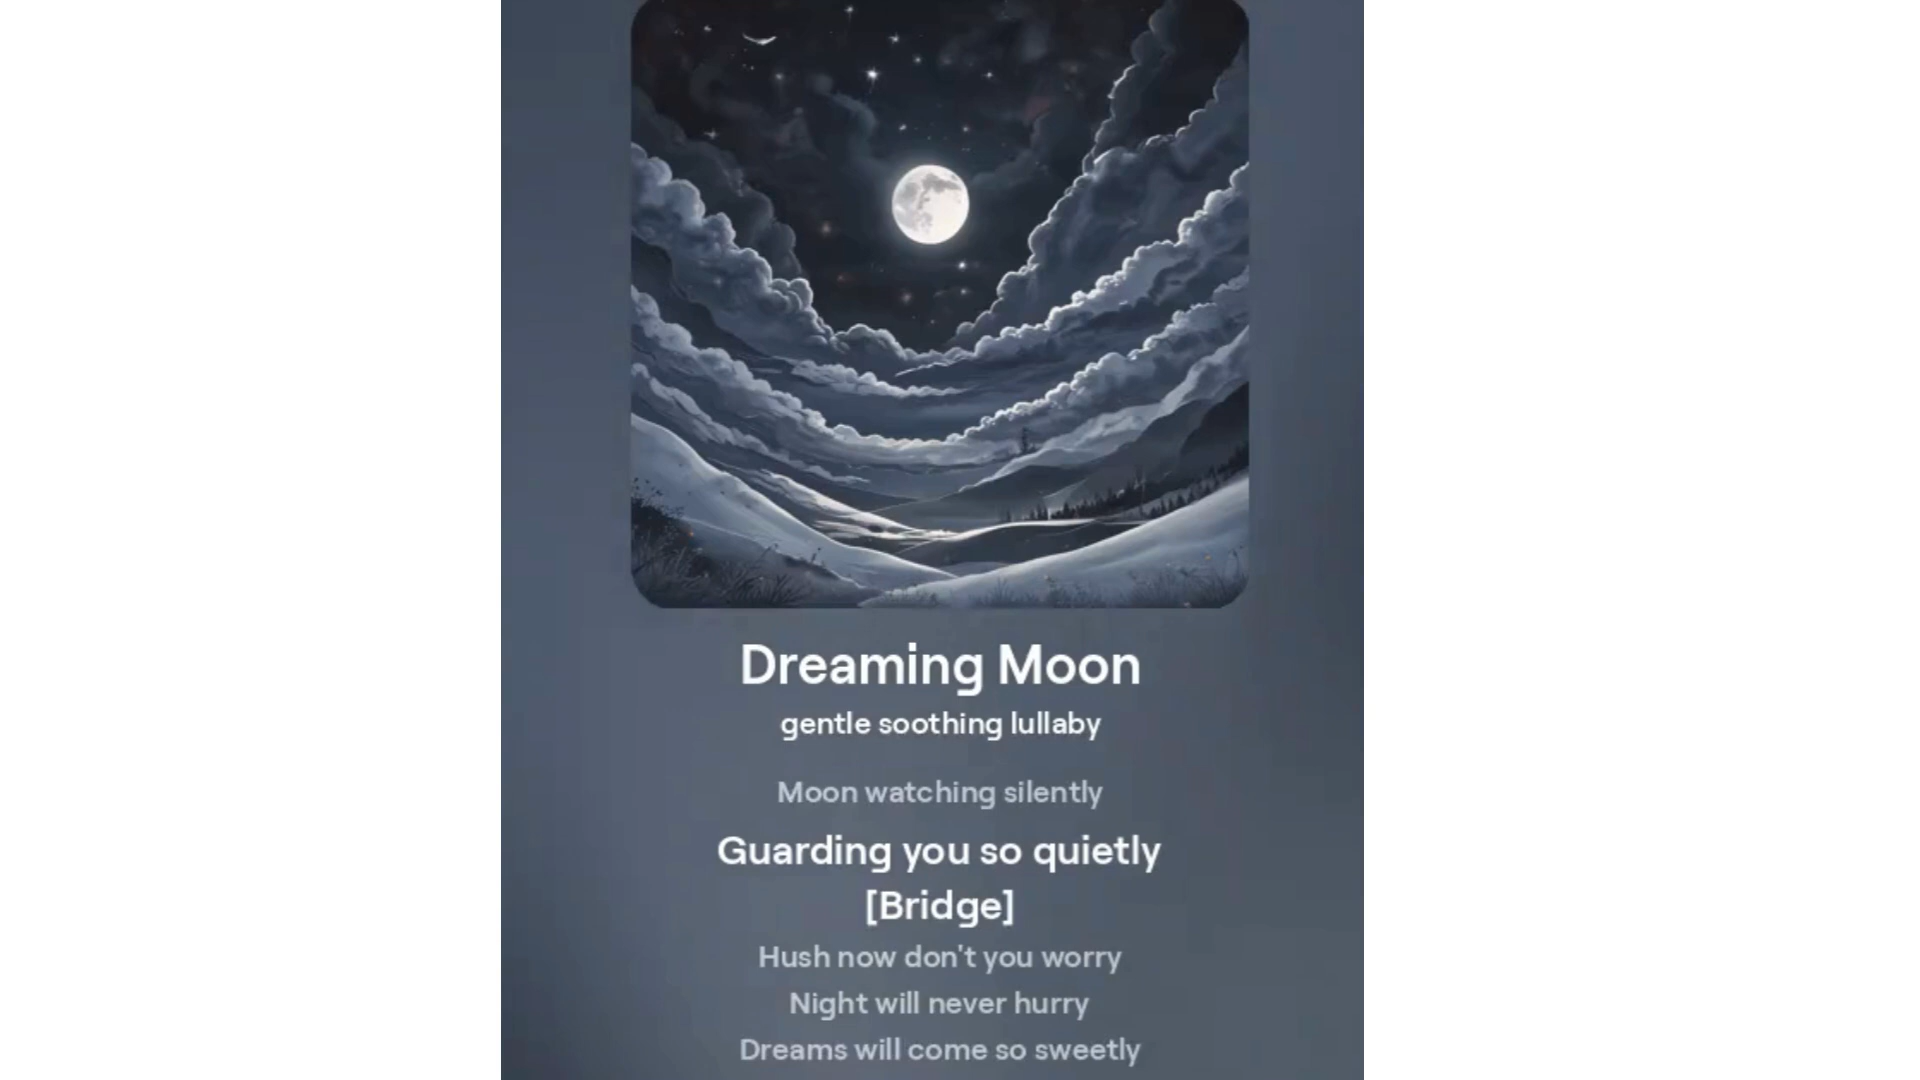 Dreaming Moon
gentle soothing lullaby
Moon watching silently
Guarding you so quietly
[Bridge]
Hush now don't you worry
Night will never hurry
Dreams will come so sweetly